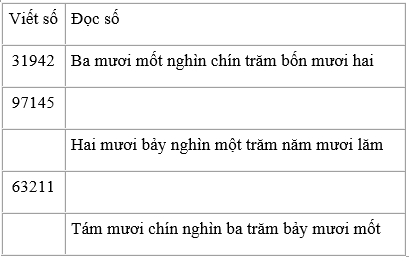 Viết số Đọc số
31942 Ba mươi mốt nghìn chín trăm bốn mươi hai
97145
Hai mươi bảy nghìn một trăm năm mươi lăm
63211
Tám mươi chín nghìn ba trăm bảy mươi mốt